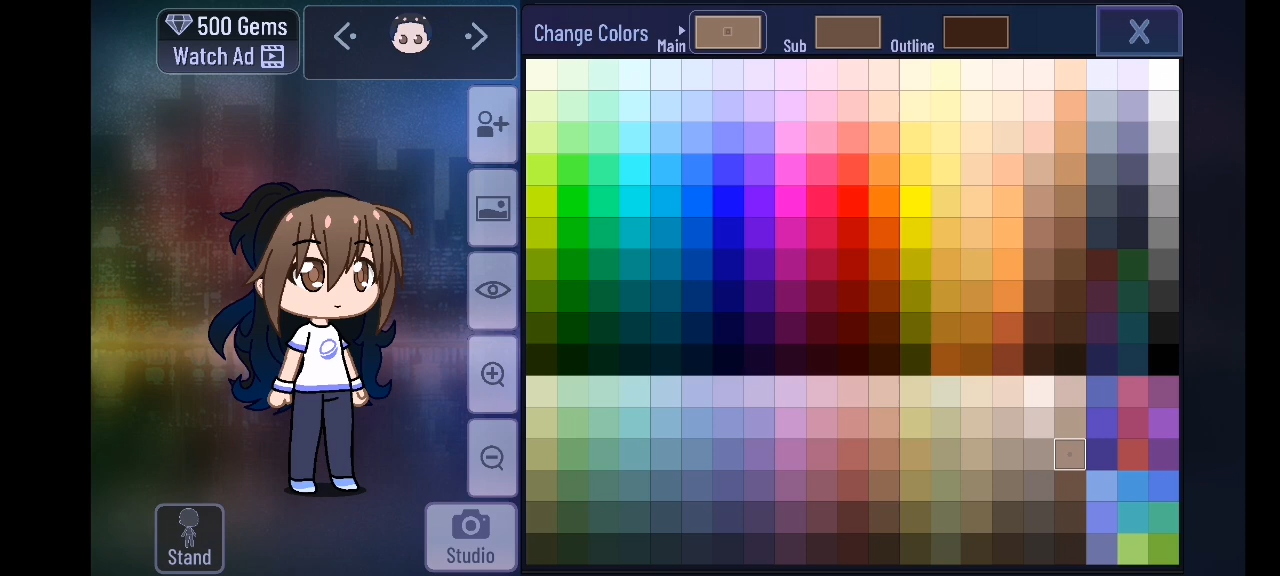 500 Gems
Watch Ad
Change Colors
Main
Sub
Outline
X
Stand
Studio